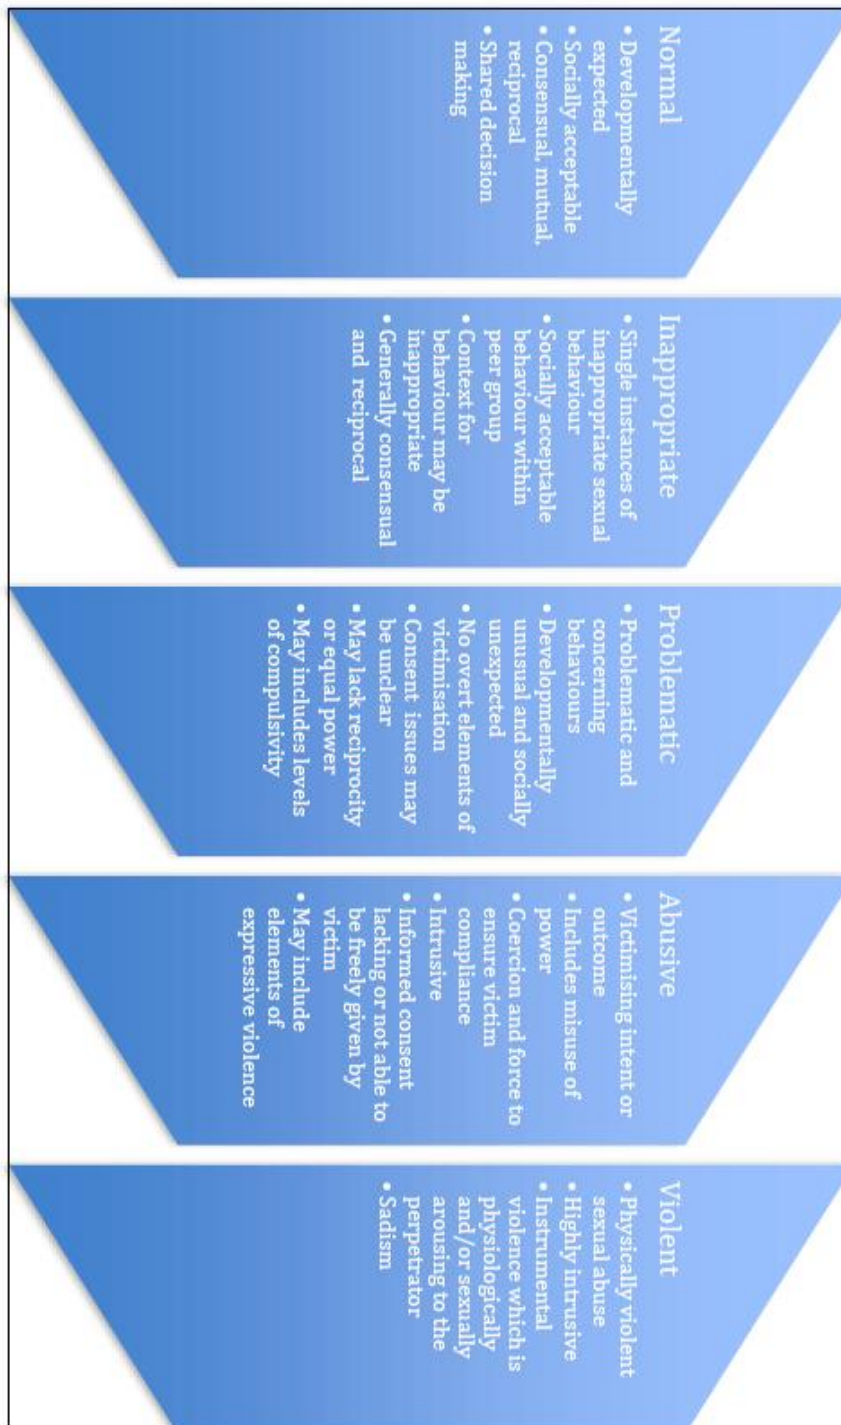 Normal
• Developmentally
expected
• Socially acceptable
• Consensual, mutual,
reciprocal
• Shared decision
making
Inappropriate
• Single instances of
inappropriate sexual
behaviour
• Socially acceptable
behaviour within
peer group
• Context for
behaviour may be
inappropriate
• Generally consensual
and reciprocal
Problematic
• Problematic and
concerning
behaviours
• Developmentally
unusual and socially
unexpected
• No overt elements of
victimisation
• Consent issues may
be unclear
• May lack reciprocity
or equal power
• May includes levels
of compulsivity
Abusive
• Victimising intent or
outcome
• Includes misuse of
power
• Coercion and force to
ensure victim
compliance
• Intrusive
• Informed consent
lacking or not able to
be freely given by
victim
• May include
elements of
expressive violence
Violent
• Physically violent
sexual abuse
• Highly intrusive
• Instrumental
violence which is
physiologically
and/or sexually
arousing to the
perpetrator
• Sadism